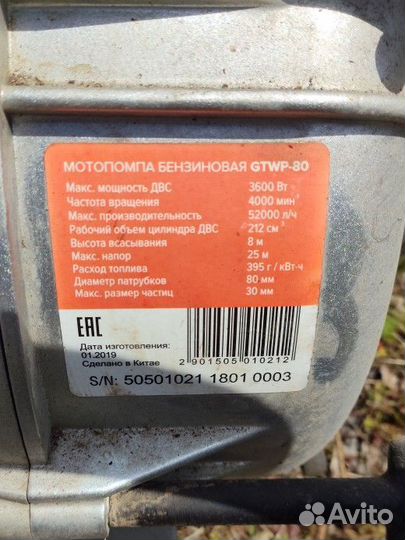 МОТОПОМПА БЕНЗИНОВАЯ GTWP-80
Макс. мощность ДВС 3600 Вт
Частота вращения 4000 мин⁻¹
Макс. производительность 52000 л/ч
Рабочий объем цилиндра ДВС 212 см³
Высота всасывания 8 м
Макс. напор 25 м
Расход топлива 395 г / кВт-ч
Диаметр патрубков 80 мм
Макс. размер частиц 30 мм
EAC
Дата изготовления:
01.2019
Сделано в Китае
2 901505 010212
S/N: 50501021 1801 0003
Avito